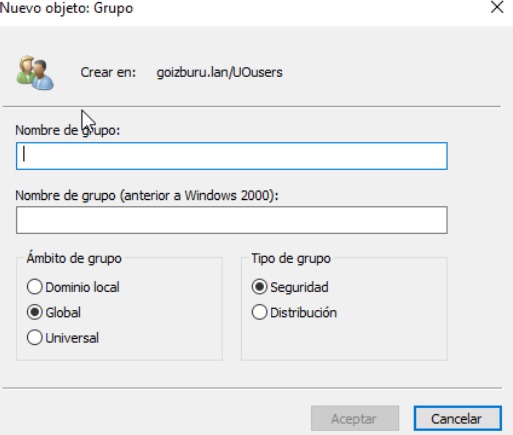 Nuevo objeto: Grupo
Crear en: goizburu.lan/UOusers
Nombre de grupo:
Nombre de grupo (anterior a Windows 2000):
Ámbito de grupo
Dominio local
Global
Universal
Tipo de grupo
Seguridad
Distribución
Aceptar
Cancelar